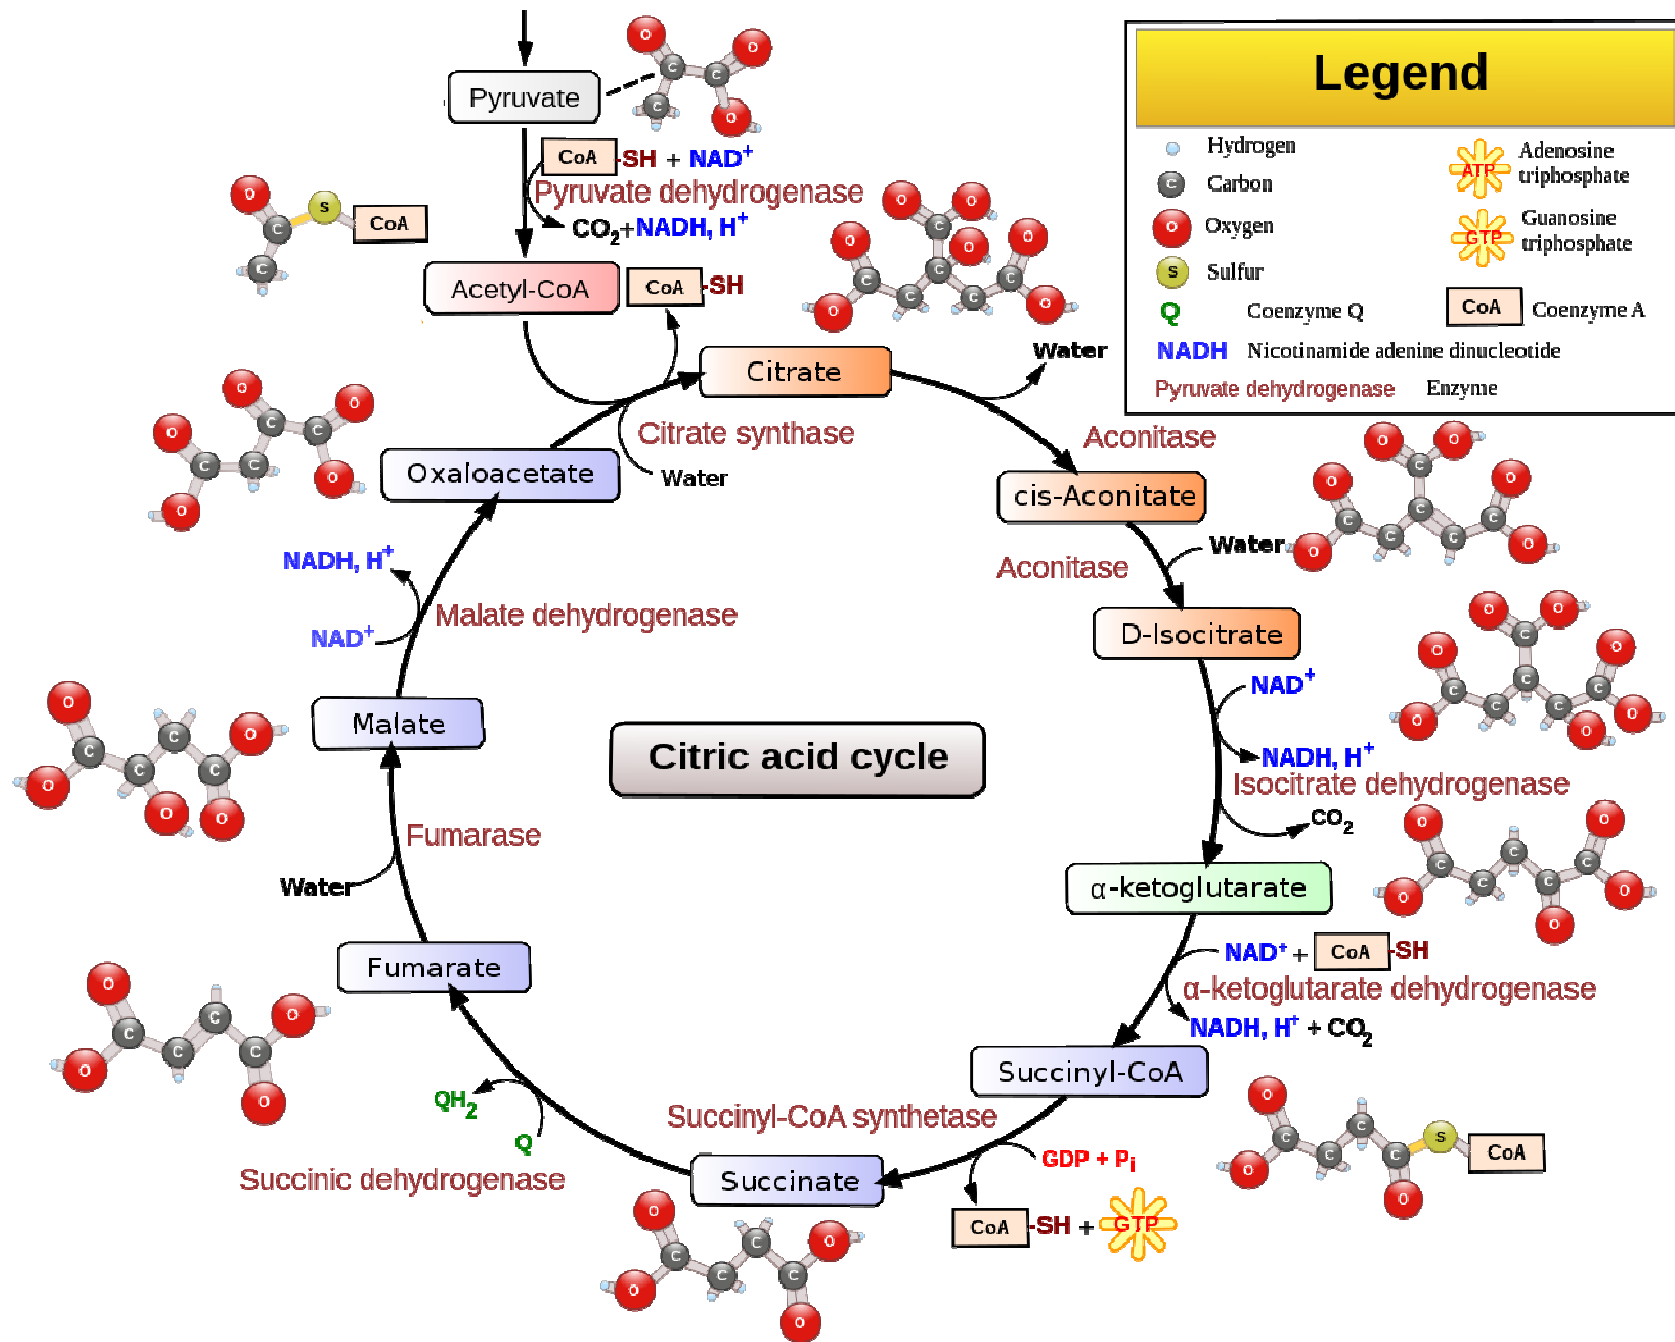 Legend
Hydrogen
Carbon
Oxygen
Sulfur
Q Coenzyme Q
NADH Nicotinamide adenine dinucleotide
Pyruvate dehydrogenase Enzyme
ATP
Adenosine
triphosphate
GTP
Guanosine
triphosphate
CoA Coenzyme A
Pyruvate
CoA -SH + NAD⁺
Pyruvate dehydrogenase
CO₂+NADH, H⁺
CoA
Acetyl-CoA
CoA -SH
Citrate
Water
Citrate synthase
Water
Oxaloacetate
Aconitase
cis-Aconitate
Water
Aconitase
D-Isocitrate
NAD⁺
NADH, H⁺
Isocitrate dehydrogenase
CO₂
α-ketoglutarate
NAD⁺ + CoA -SH
α-ketoglutarate dehydrogenase
NADH, H⁺ + CO₂
Succinyl-CoA
CoA
Succinyl-CoA synthetase
GDP + Pᵢ
CoA -SH + GTP
Succinate
QH₂
Q
Succinic dehydrogenase
Fumarate
Water
Fumarase
Malate
NAD⁺
NADH, H⁺
Malate dehydrogenase
Citric acid cycle